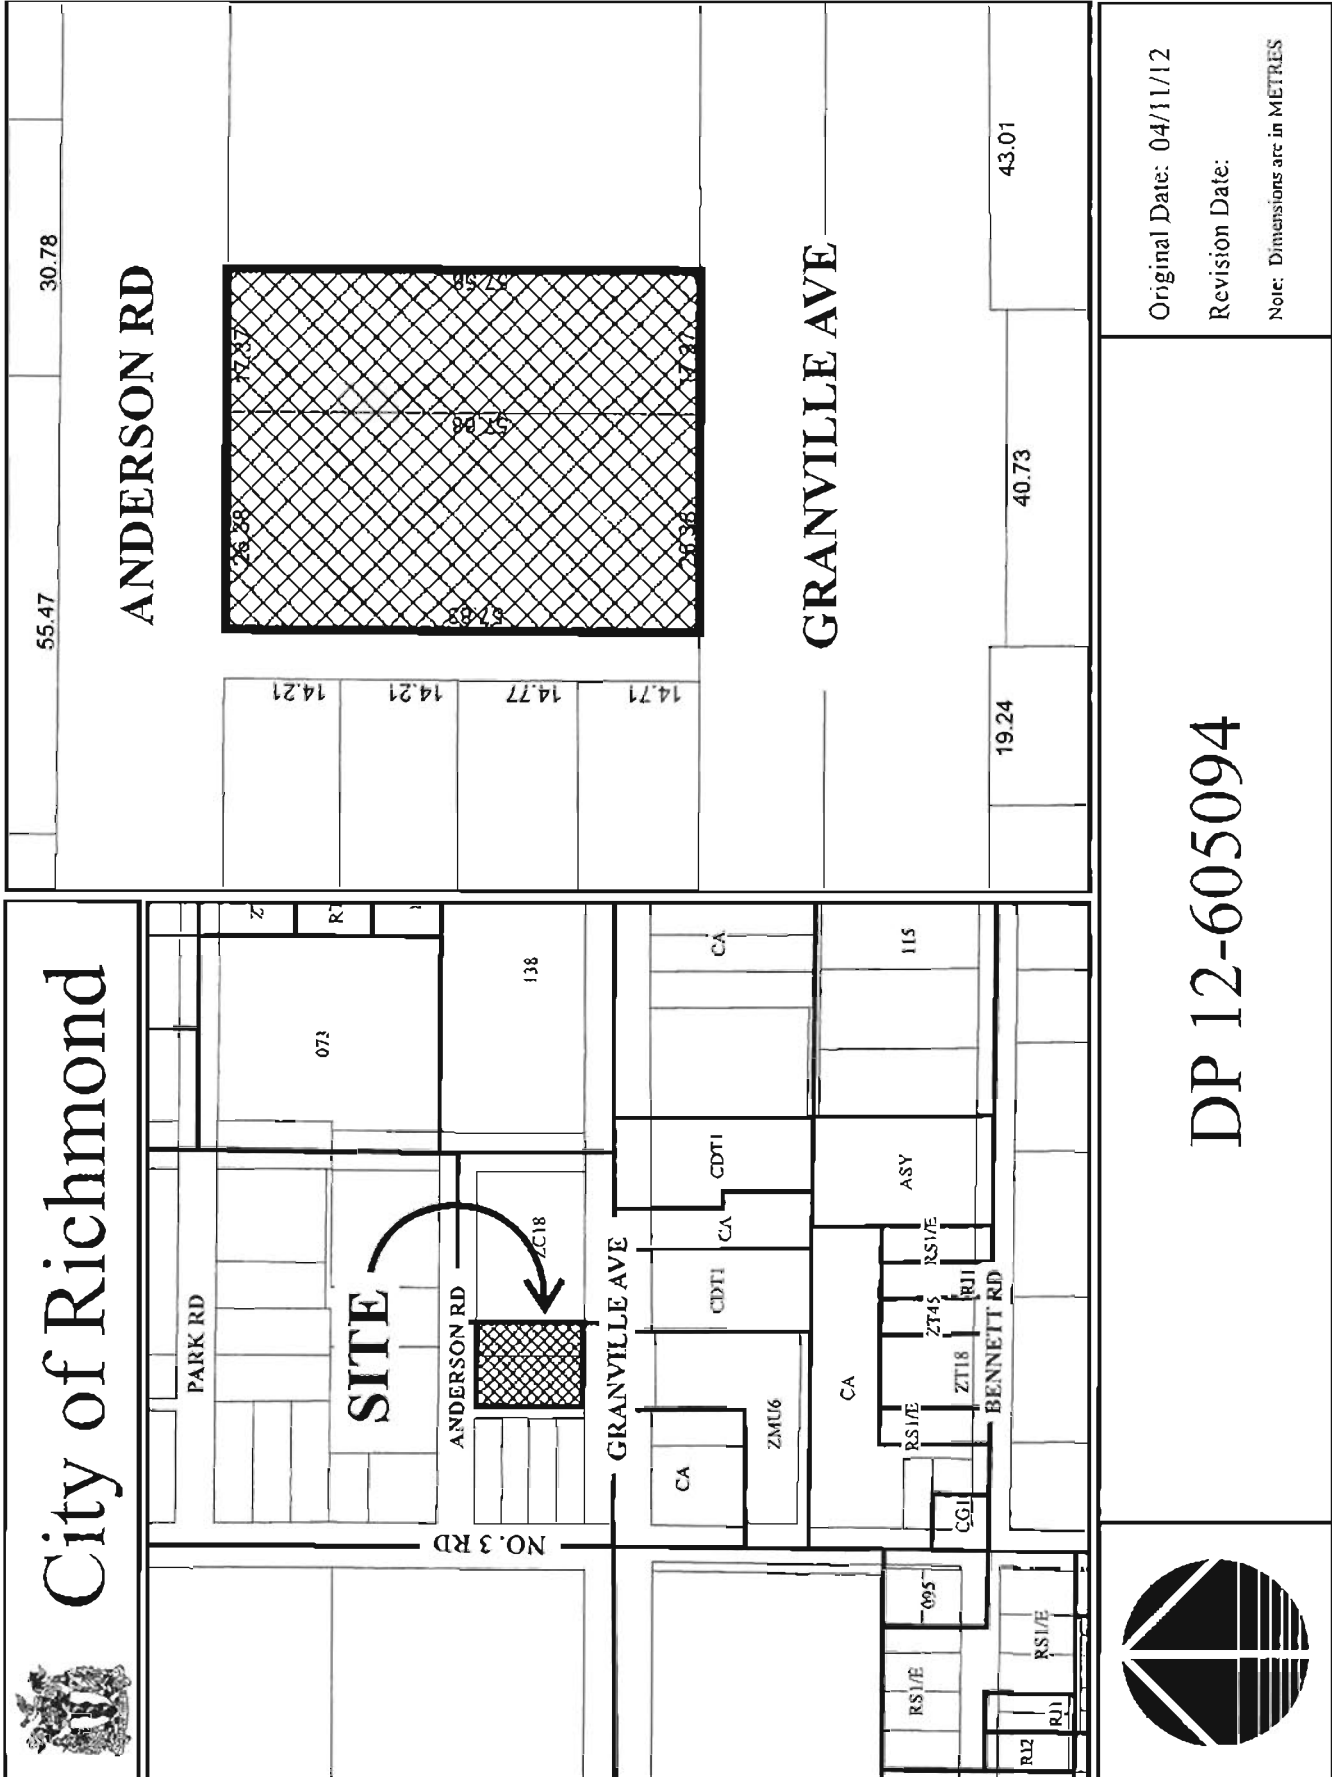 City of Richmond
PARK RD
SITE
ANDERSON RD
GRANVILLE AVE
NO. 3 RD
BENNETT RD
073
138
ZC18
CA
115
CDT1
CA
CDT1
ASY
CA
ZMU6
CA
RS1/E
RJ1
ZT45
ZT18
RS1/E
CG1
095
RS1/E
RS1/E
RJ1
RJ2
55.47
30.78
ANDERSON RD
26.38
17.37
57.83
57.68
57.58
26.38
17.37
14.21
14.21
14.77
14.71
GRANVILLE AVE
19.24
40.73
43.01
DP 12-605094
Original Date: 04/11/12
Revision Date:
Note: Dimensions are in METRES